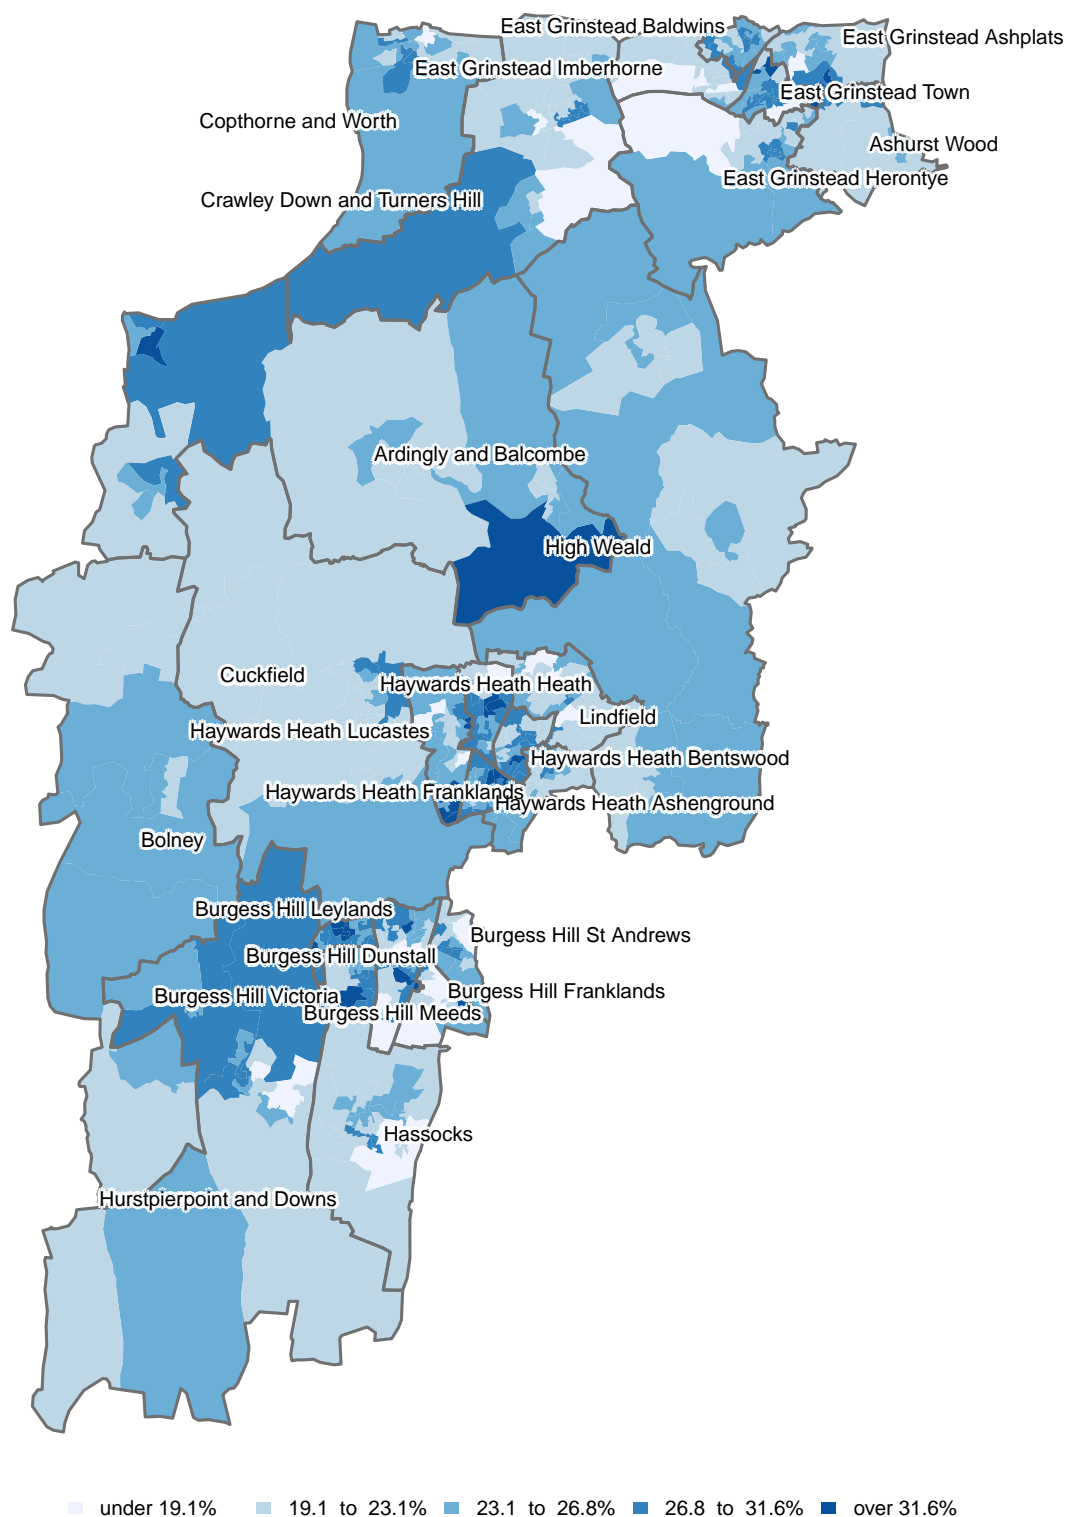 East Grinstead Baldwins
East Grinstead Ashplats
East Grinstead Imberhorne
East Grinstead Town
Copthorne and Worth
Ashurst Wood
East Grinstead Herontye
Crawley Down and Turners Hill
Ardingly and Balcombe
High Weald
Cuckfield
Haywards Heath Heath
Lindfield
Haywards Heath Lucastes
Haywards Heath Bentswood
Haywards Heath Franklands
Haywards Heath Ashenground
Bolney
Burgess Hill Leylands
Burgess Hill St Andrews
Burgess Hill Dunstall
Burgess Hill Franklands
Burgess Hill Victoria
Burgess Hill Meeds
Hassocks
Hurstpierpoint and Downs
under 19.1% 19.1 to 23.1% 23.1 to 26.8% 26.8 to 31.6% over 31.6%